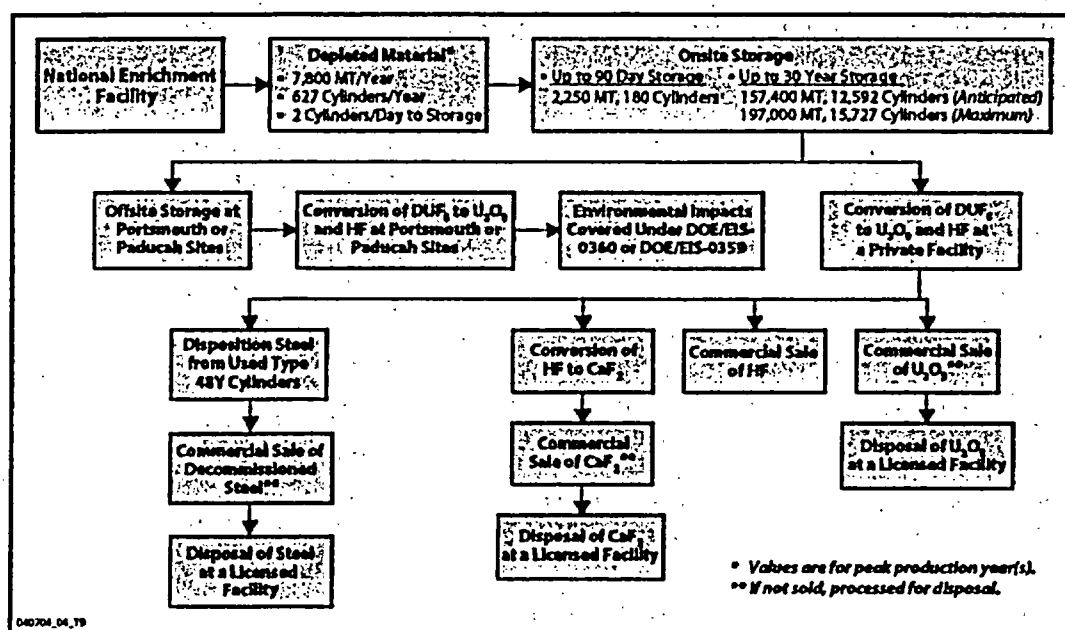 National Enrichment
Facility
Depleted Material*
• 7,800 MT/Year
• 627 Cylinders/Year
• 2 Cylinders/Day to Storage
Onsite Storage
• Up to 90 Day Storage
2,250 MT, 180 Cylinders
• Up to 30 Year Storage
157,400 MT, 12,592 Cylinders (Anticipated)
197,000 MT, 15,727 Cylinders (Maximum)
Offsite Storage at
Portsmouth or
Paducah Sites
Conversion of DUF₆ to U₃O₈
and HF at Portsmouth or
Paducah Sites
Environmental Impacts
Covered Under DOE/EIS-
0360 or DOE/EIS-0359
Conversion of DUF₆
to U₃O₈ and HF at
a Private Facility
Disposition Steel
from Used Type
48Y Cylinders
Conversion of
HF to CaF₂
Commercial Sale
of HF
Commercial Sale
of U₃O₈**
Commercial Sale of
Decommissioned
Steel**
Commercial
Sale of CaF₂**
Disposal of U₃O₈
at a Licensed Facility
Disposal of Steel
at a Licensed
Facility
Disposal of CaF₂
at a Licensed Facility
* Values are for peak production year(s).
** If not sold, processed for disposal.
040704_04_T9